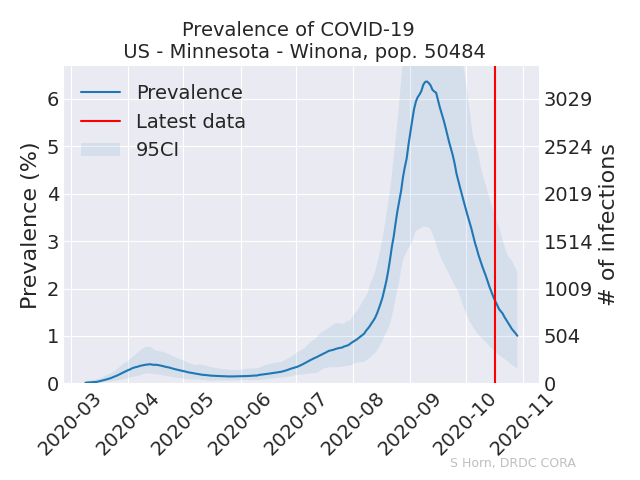 Prevalence of COVID-19
US - Minnesota - Winona, pop. 50484
Prevalence
Latest data
95CI
Prevalence (%)
6
5
4
3
2
1
0
3029
2524
2019
1514
1009
504
0
# of infections
2020-03
2020-04
2020-05
2020-06
2020-07
2020-08
2020-09
2020-10
2020-11
S Horn, DRDC CORA